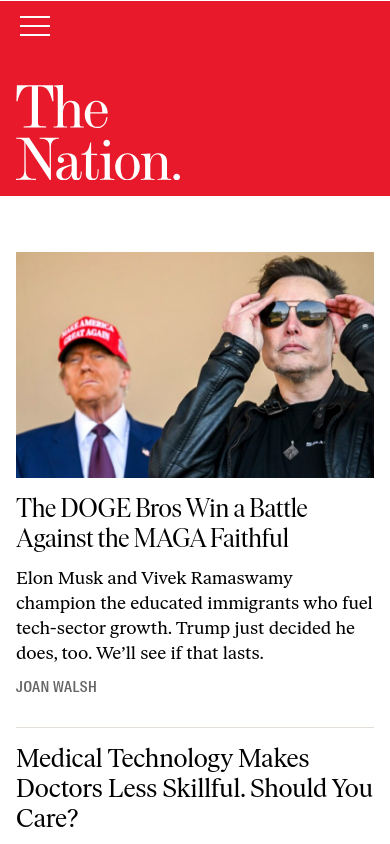 The
Nation.
MAKE AMERICA
GREAT AGAIN
The DOGE Bros Win a Battle
Against the MAGA Faithful
Elon Musk and Vivek Ramaswamy
champion the educated immigrants who fuel
tech-sector growth. Trump just decided he
does, too. We’ll see if that lasts.
JOAN WALSH
Medical Technology Makes
Doctors Less Skillful. Should You
Care?